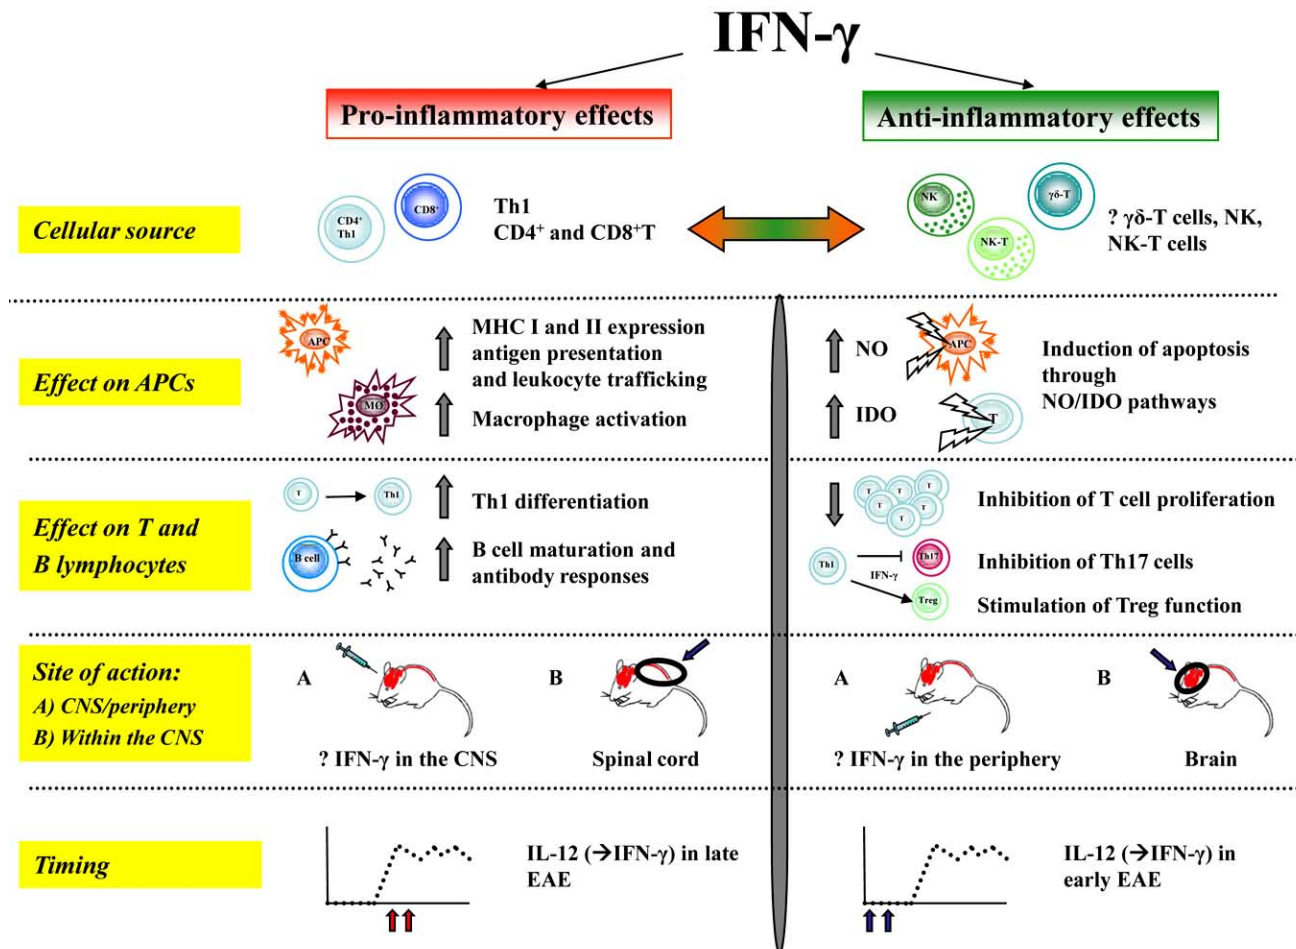 IFN-γ
Pro-inflammatory effects
Anti-inflammatory effects
Cellular source
CD4⁺
Th1
CD8⁺
Th1
CD4⁺ and CD8⁺T
NK
NK-T
γδ-T
? γδ-T cells, NK,
NK-T cells
Effect on APCs
APC
MØ
MHC I and II expression
antigen presentation
and leukocyte trafficking
Macrophage activation
NO
IDO
APC
T
Induction of apoptosis
through
NO/IDO pathways
Effect on T and
B lymphocytes
T
Th1
Th1 differentiation
B cell
B cell maturation and
antibody responses
T
T
T
T
T
T
Inhibition of T cell proliferation
Th1
IFN-γ
Th17
Inhibition of Th17 cells
Treg
Stimulation of Treg function
Site of action:
A) CNS/periphery
B) Within the CNS
A
? IFN-γ in the CNS
B
Spinal cord
A
? IFN-γ in the periphery
B
Brain
Timing
IL-12 (→IFN-γ) in late
EAE
IL-12 (→IFN-γ) in
early EAE